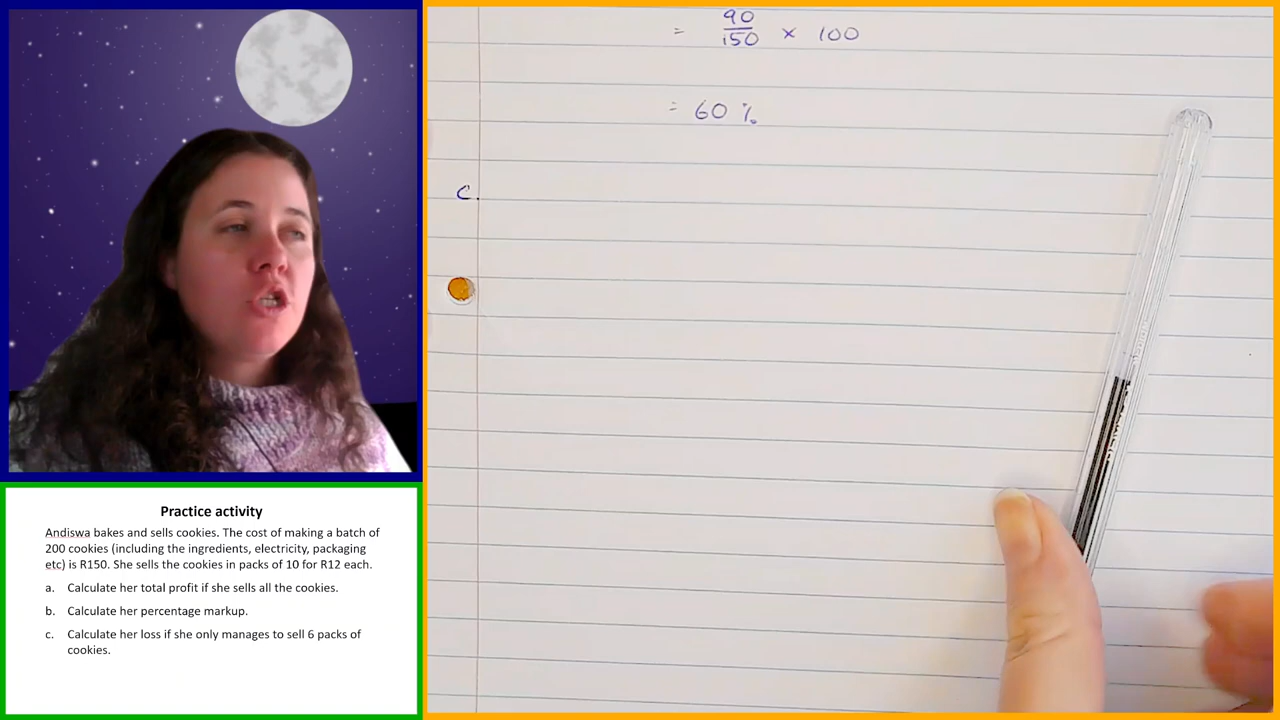 = 90/150 × 100
= 60 %
c.
Practice activity
Andiswa bakes and sells cookies. The cost of making a batch of
200 cookies (including the ingredients, electricity, packaging
etc) is R150. She sells the cookies in packs of 10 for R12 each.
a. Calculate her total profit if she sells all the cookies.
b. Calculate her percentage markup.
c. Calculate her loss if she only manages to sell 6 packs of
cookies.